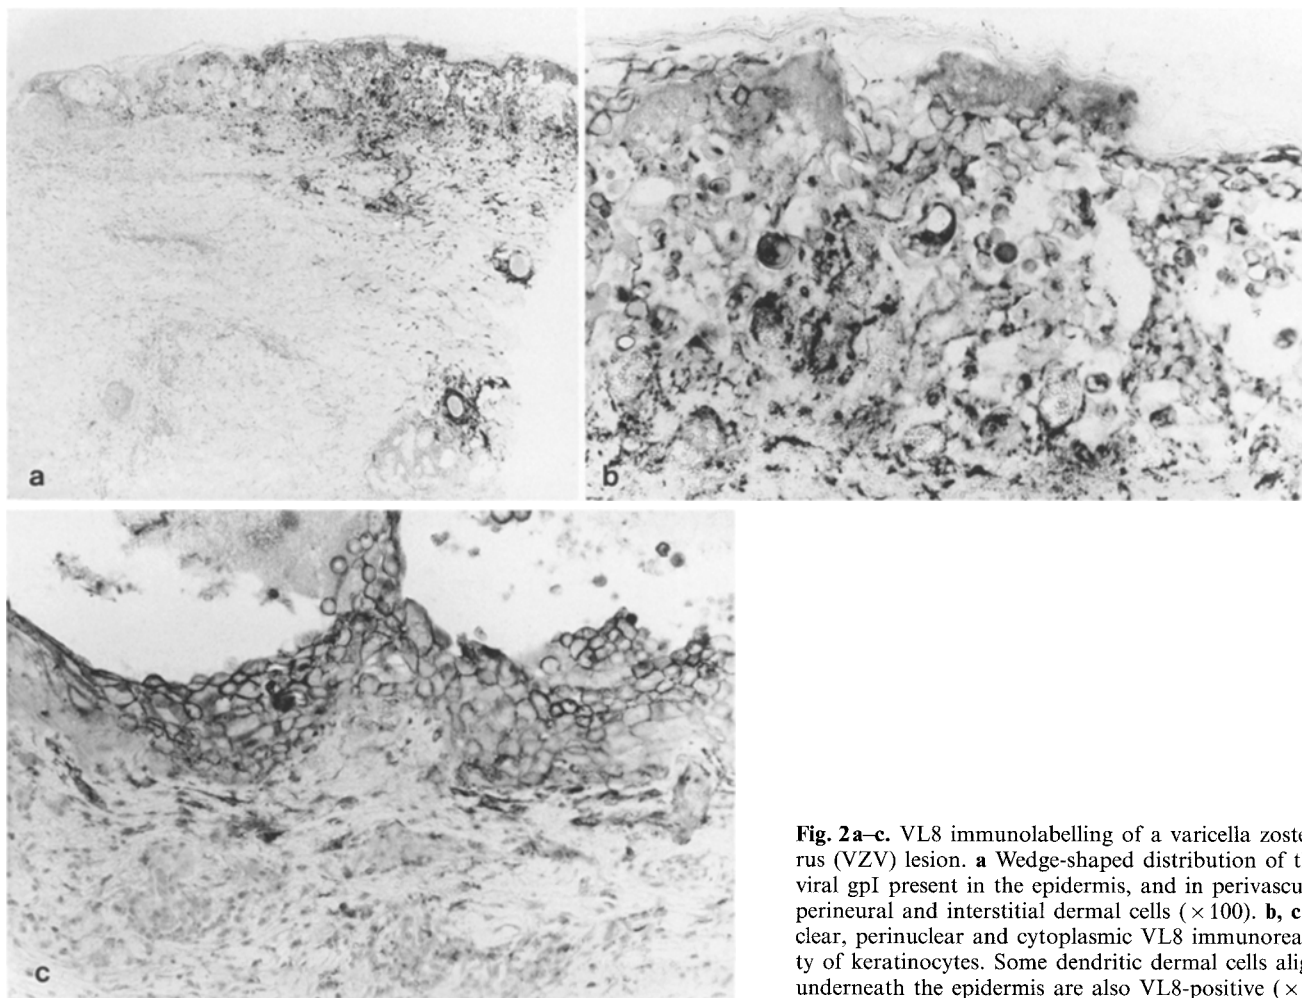 a
b
c
Fig. 2a–c. VL8 immunolabelling of a varicella zoste
rus (VZV) lesion. a Wedge-shaped distribution of t
viral gpI present in the epidermis, and in perivascu
perineural and interstitial dermal cells (× 100). b, c
clear, perinuclear and cytoplasmic VL8 immunorea
ty of keratinocytes. Some dendritic dermal cells alig
underneath the epidermis are also VL8-positive (×